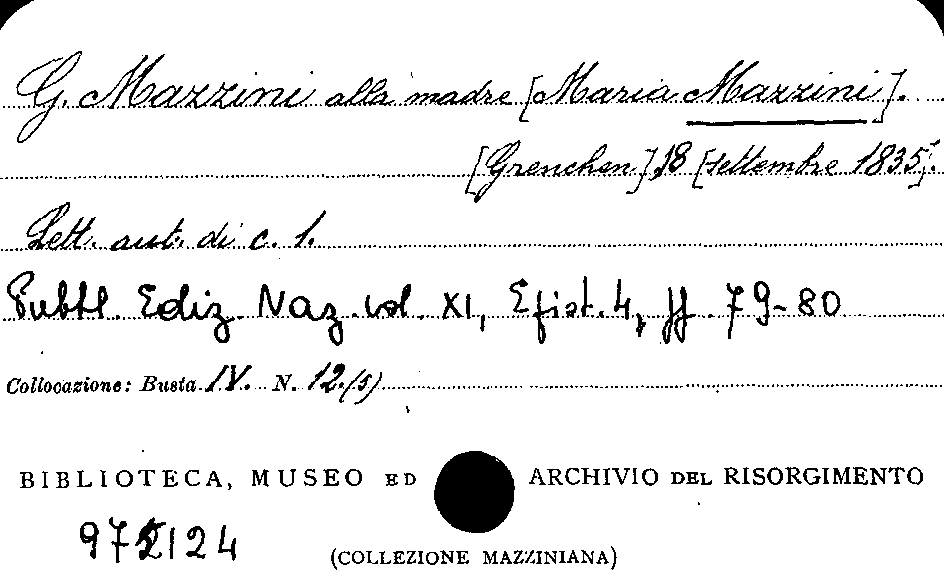 G. Mazzini alla madre [Maria Mazzini].
[Grenchen], 18 [settembre 1835].
Lett. aut. di c. 1.
Pubbl. Ediz. Naz. vol. XI, Epist. 4, pp. 79-80
Collocazione: Busta IV. N. 12.(5)
BIBLIOTECA, MUSEO ED ARCHIVIO DEL RISORGIMENTO
(COLLEZIONE MAZZINIANA)